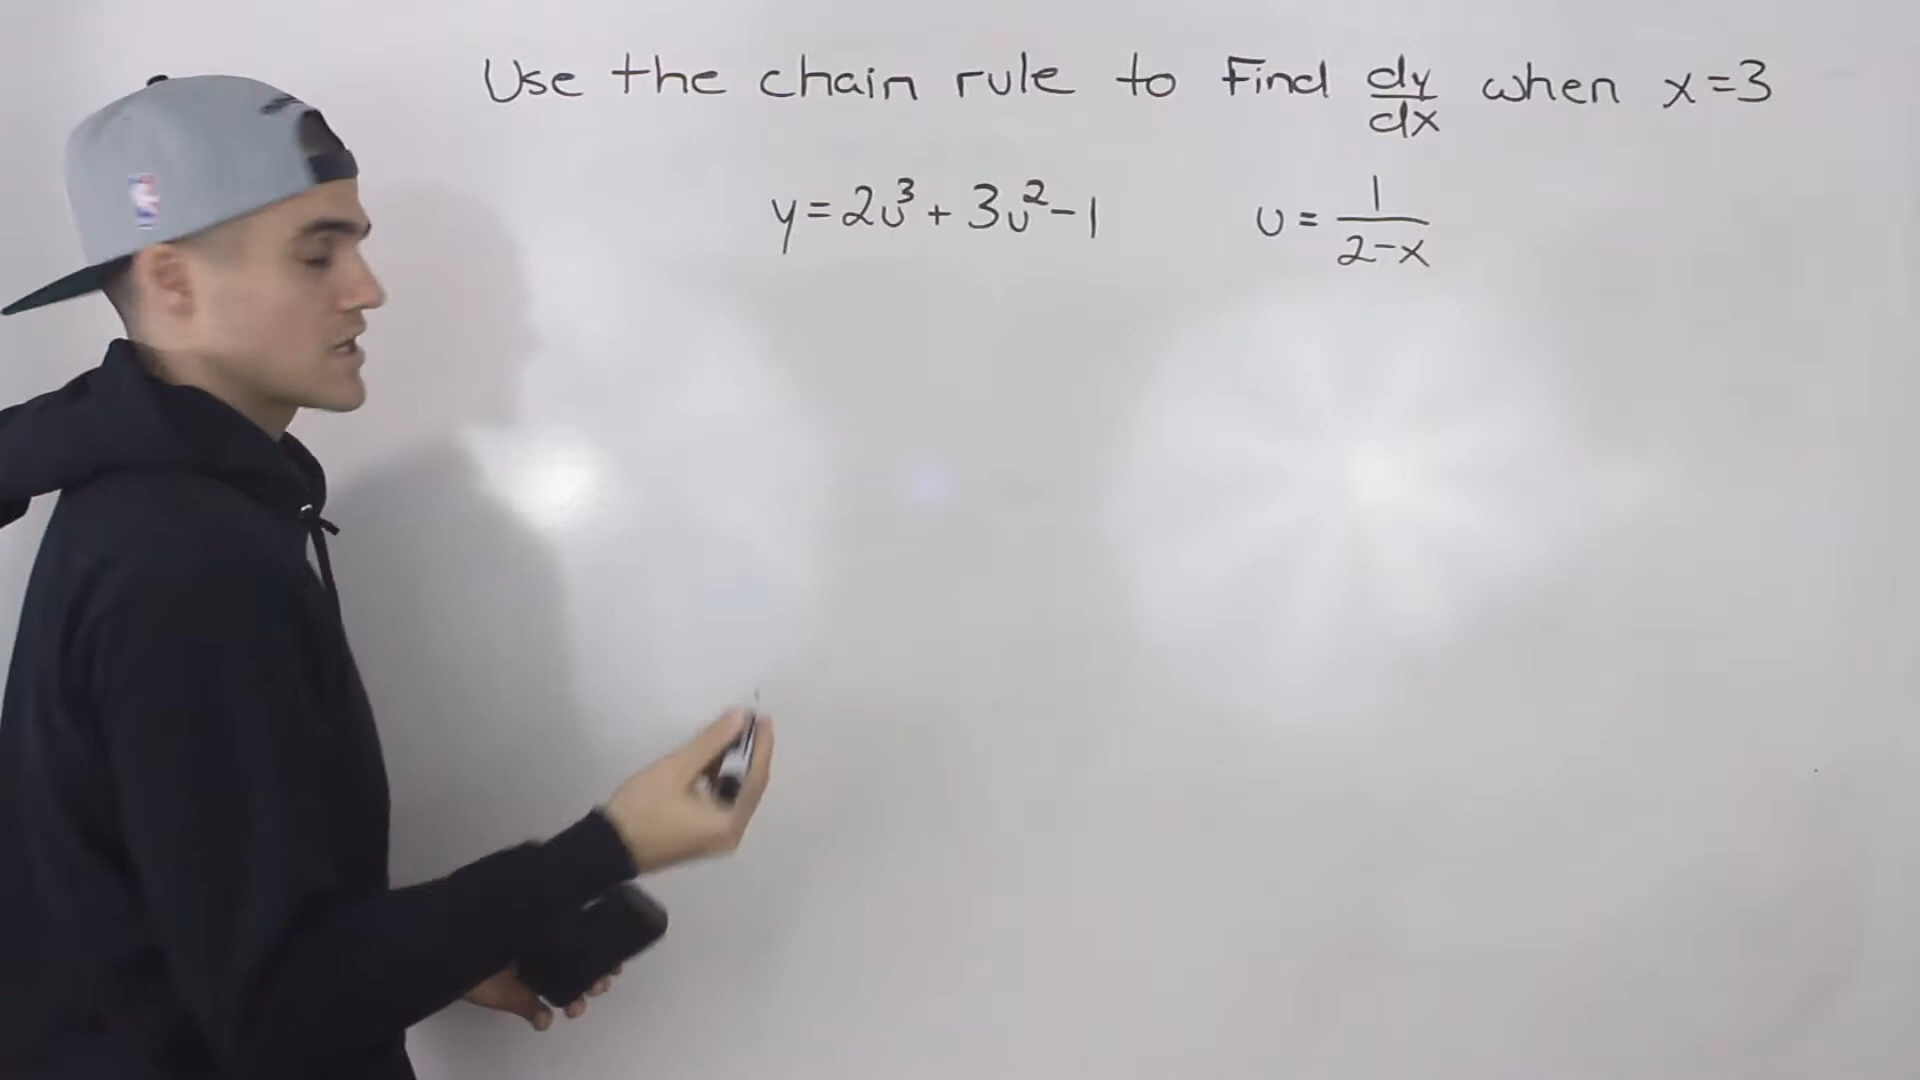 Use the chain rule to find dy/dx when x=3
y=2u³+3u²-1
u=1/(2-x)